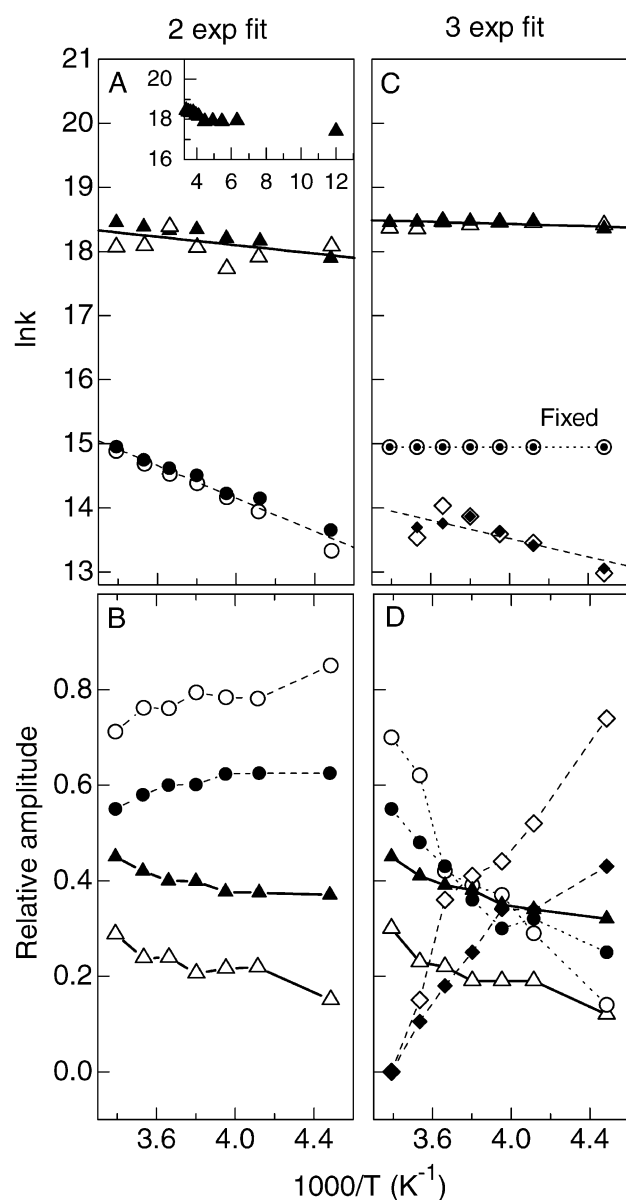 2 exp fit
3 exp fit
A
C
21
20
19
18
17
16
15
14
13
lnk
20
18
16
4 6 8 10 12
Fixed
B
D
0.8
0.6
0.4
0.2
0.0
Relative amplitude
3.6 4.0 4.4
3.6 4.0 4.4
1000/T (K⁻¹)